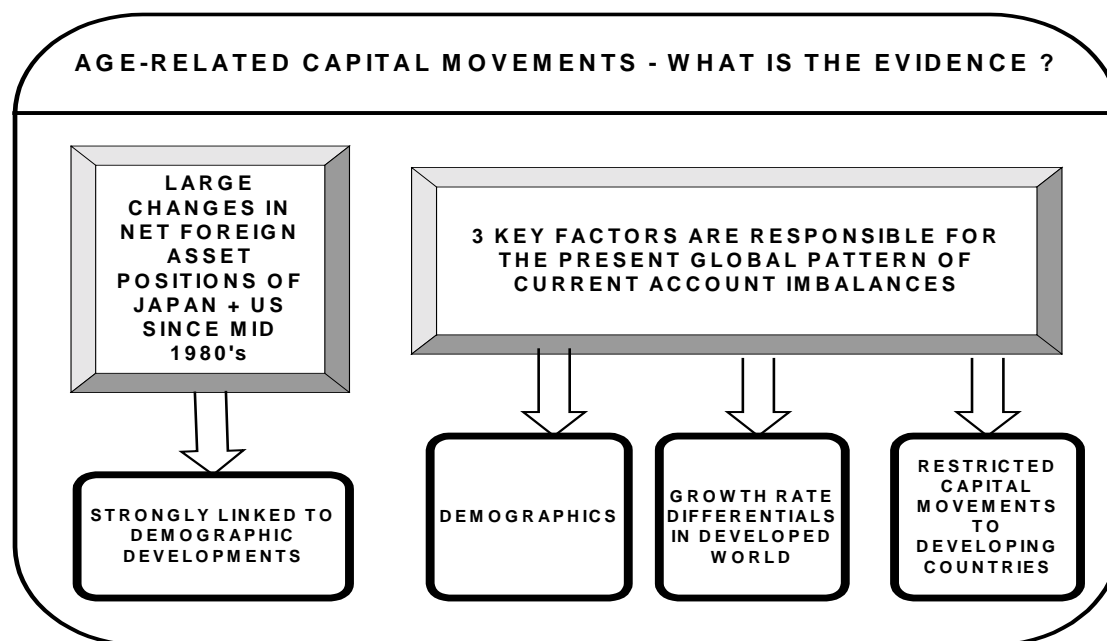 AGE-RELATED CAPITAL MOVEMENTS - WHAT IS THE EVIDENCE ?
LARGE
CHANGES IN
NET FOREIGN
ASSET
POSITIONS OF
JAPAN + US
SINCE MID
1980's
3 KEY FACTORS ARE RESPONSIBLE FOR
THE PRESENT GLOBAL PATTERN OF
CURRENT ACCOUNT IMBALANCES
STRONGLY LINKED TO
DEMOGRAPHIC
DEVELOPMENTS
DEMOGRAPHICS
GROWTH RATE
DIFFERENTIALS
IN DEVELOPED
WORLD
RESTRICTED
CAPITAL
MOVEMENTS
TO
DEVELOPING
COUNTRIES